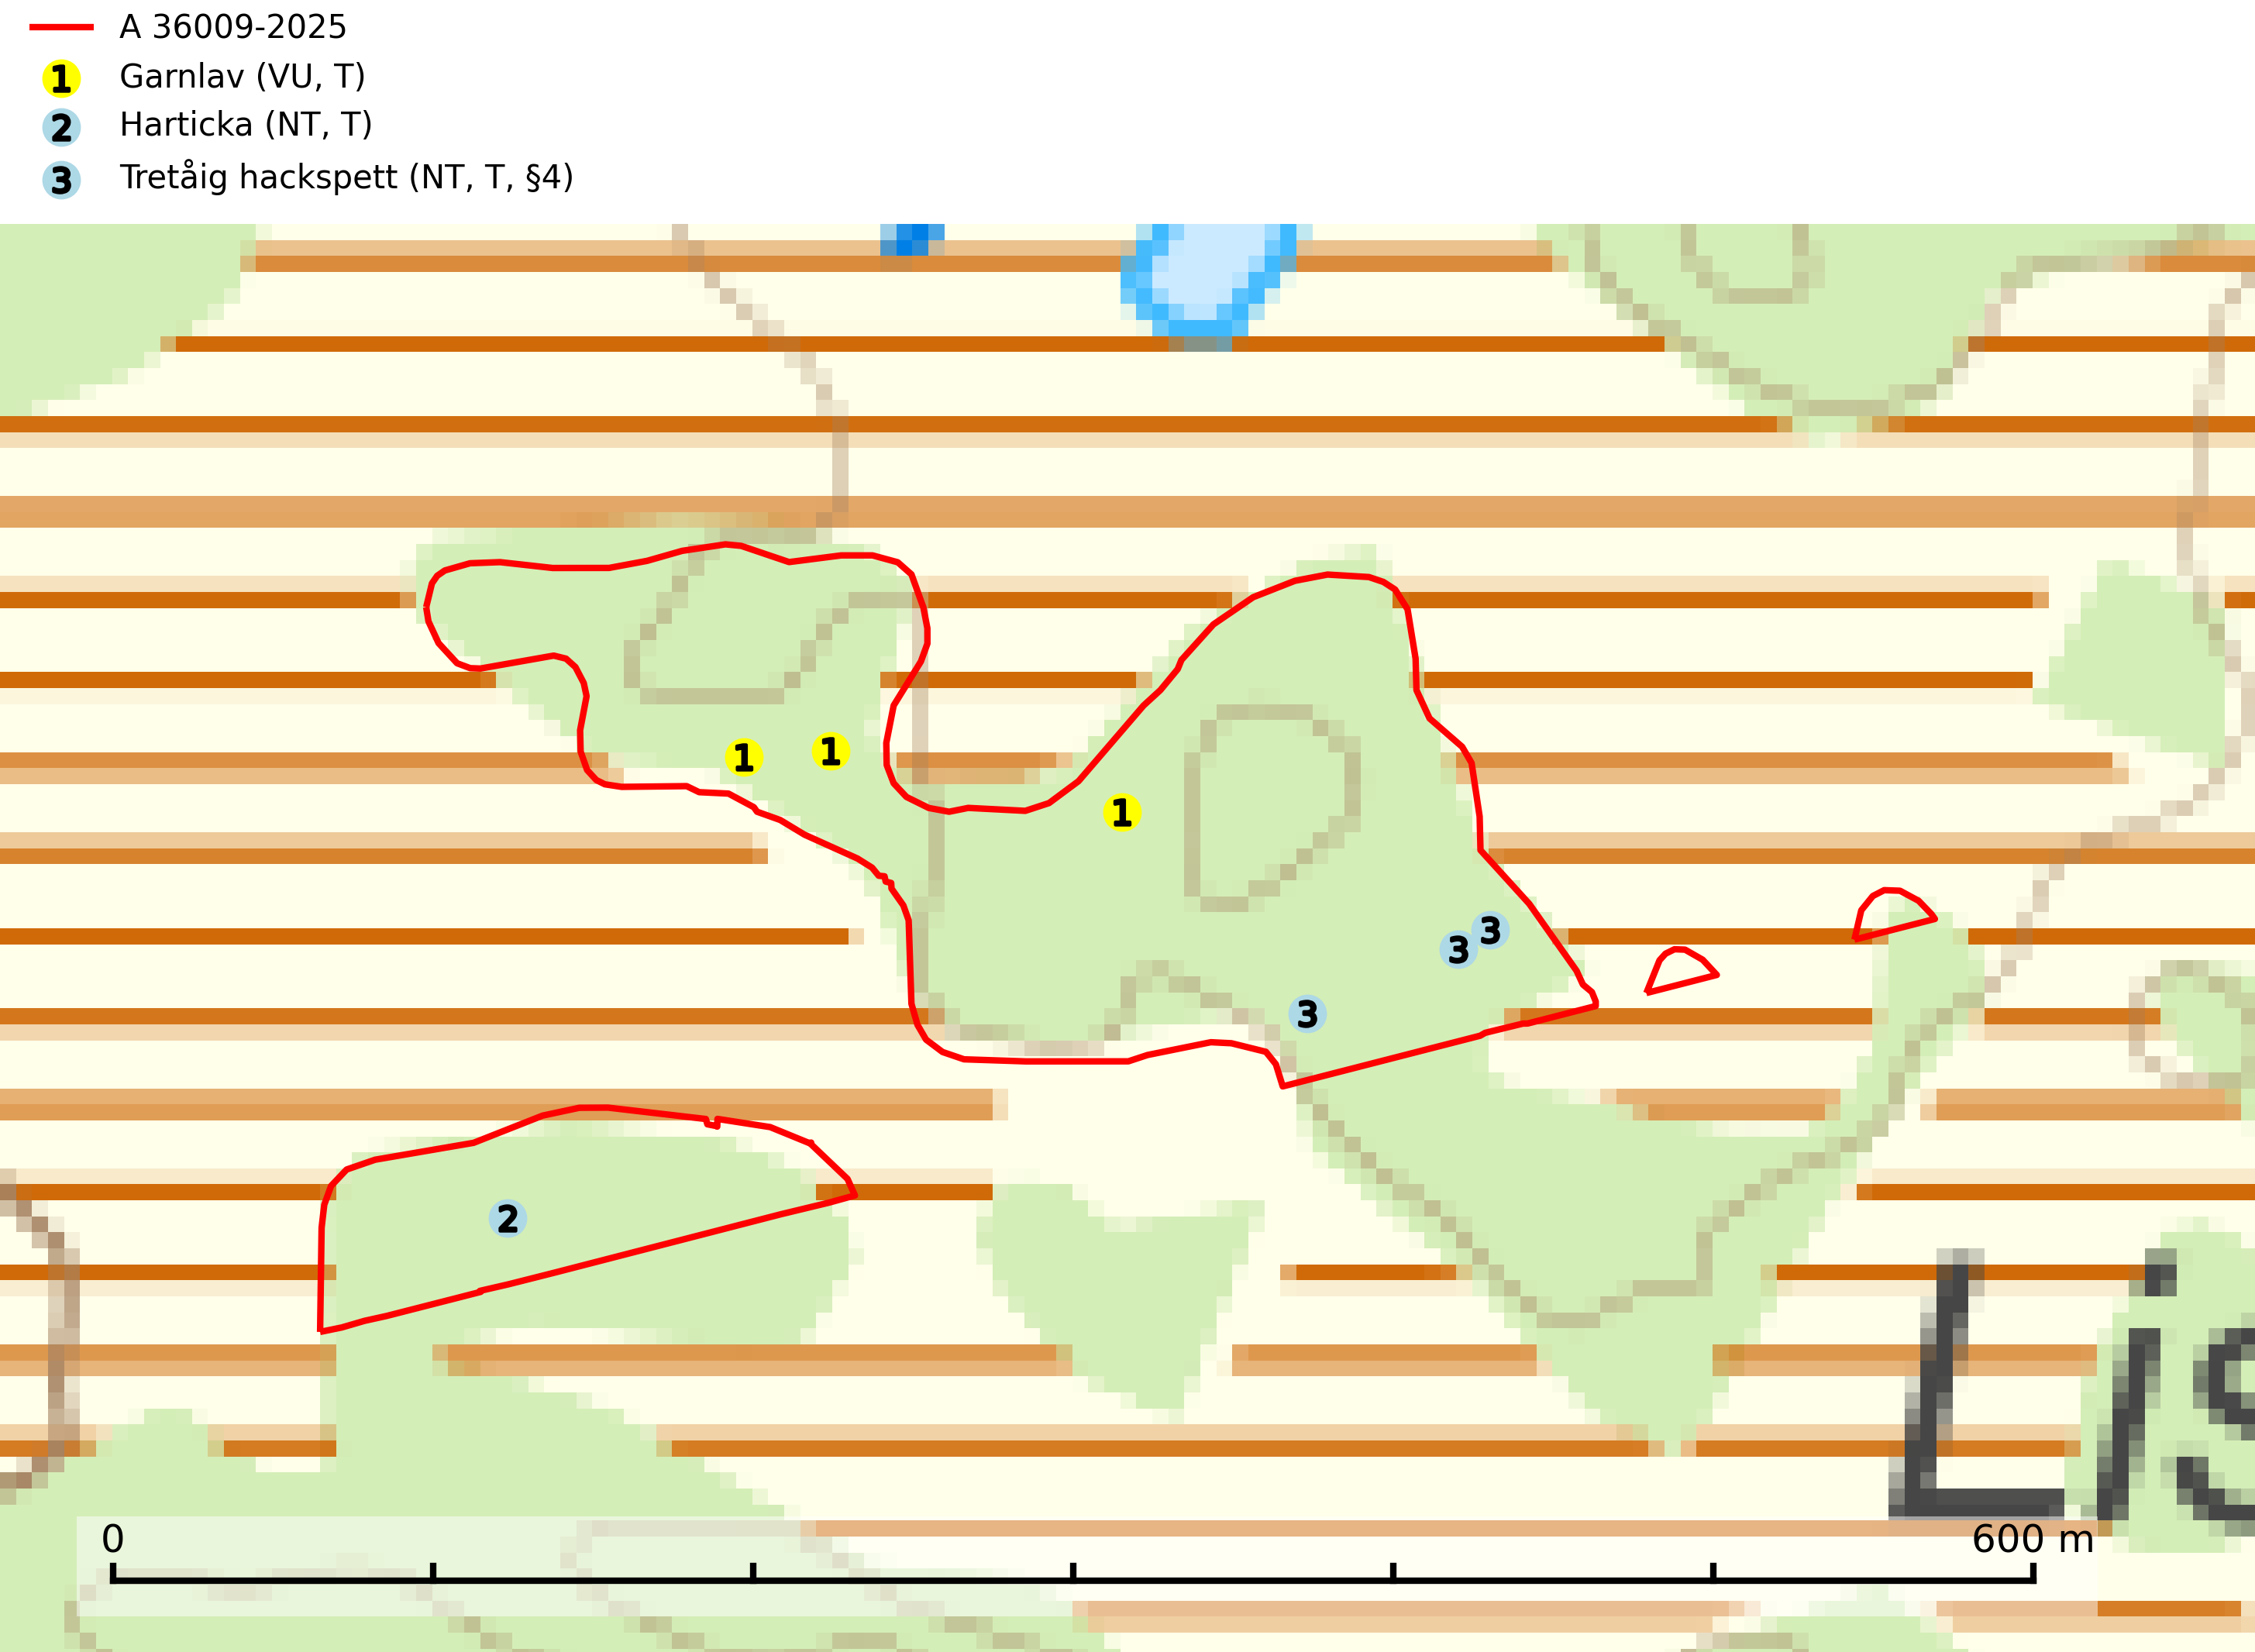 A 36009-2025
1 Garnlav (VU, T)
2 Harticka (NT, T)
3 Tretåig hackspett (NT, T, §4)
1 1
1
3 3
3
2
Lis
0 600 m